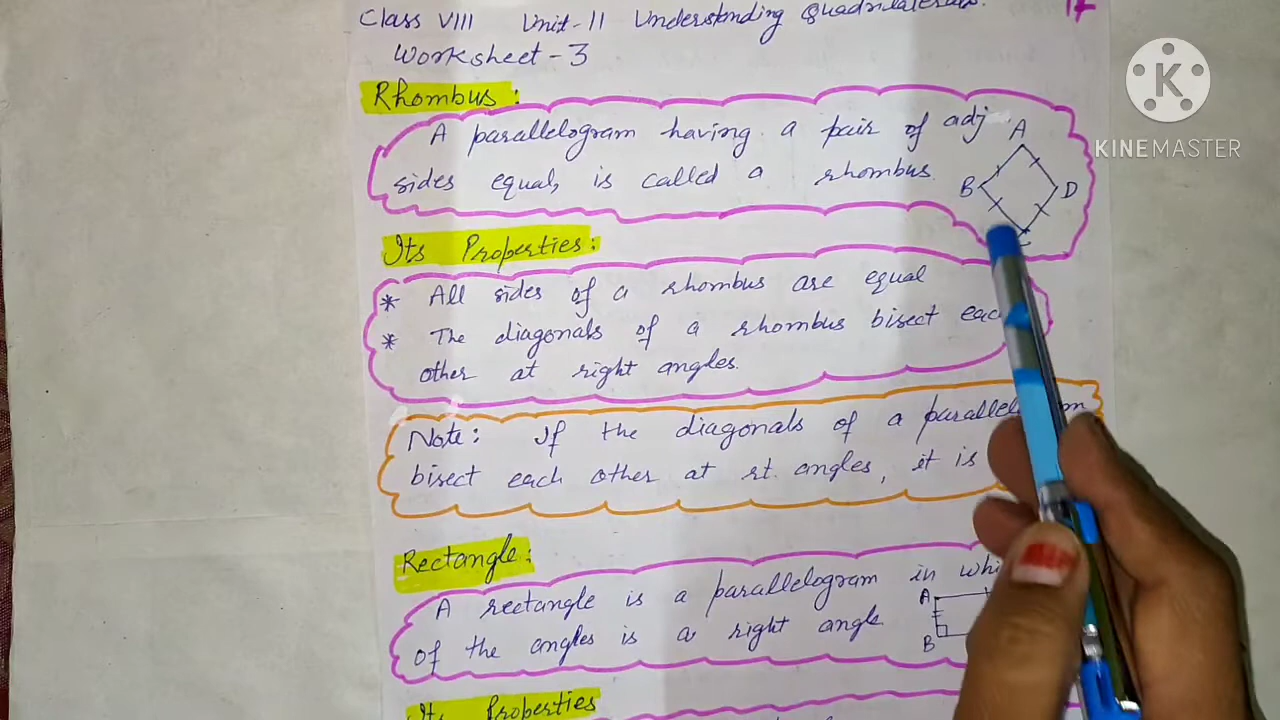 Class VIII Unit-11 Understanding Quadrilaterals.
17
Worksheet - 3
K
KINEMASTER
Rhombus :
A parallelogram having a pair of adj
sides equal, is called a rhombus.
A
B
D
C
Its Properties :
* All sides of a rhombus are equal
* The diagonals of a rhombus bisect each
other at right angles.
Note : If the diagonals of a
bisect each other at rt. angles, it is
Rectangle :
A rectangle is a parallelogram in
of the angles is a right angle
A
B
Its Properties